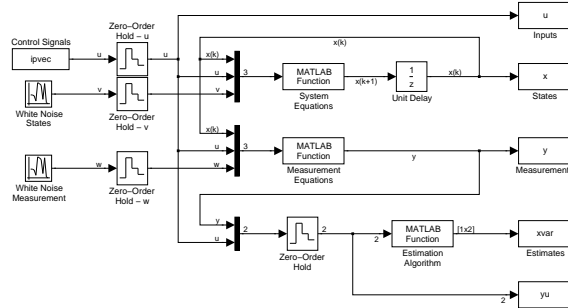 Zero−Order
Hold − u
Control Signals
ipvec
u
u
u
Inputs
x(k)
x(k)
u
v
3
MATLAB
Function
System
Equations
x(k+1)
1
z
Unit Delay
x(k)
x
States
White Noise
States
v
Zero−Order
Hold − v
x(k)
u
w
3
MATLAB
Function
Measurement
Equations
y
y
Measurement
White Noise
Measurement
w
Zero−Order
Hold − w
y
u
2
2
Zero−Order
Hold
2
MATLAB
Function
Estimation
Algorithm
[1x2]
xvar
Estimates
2
yu